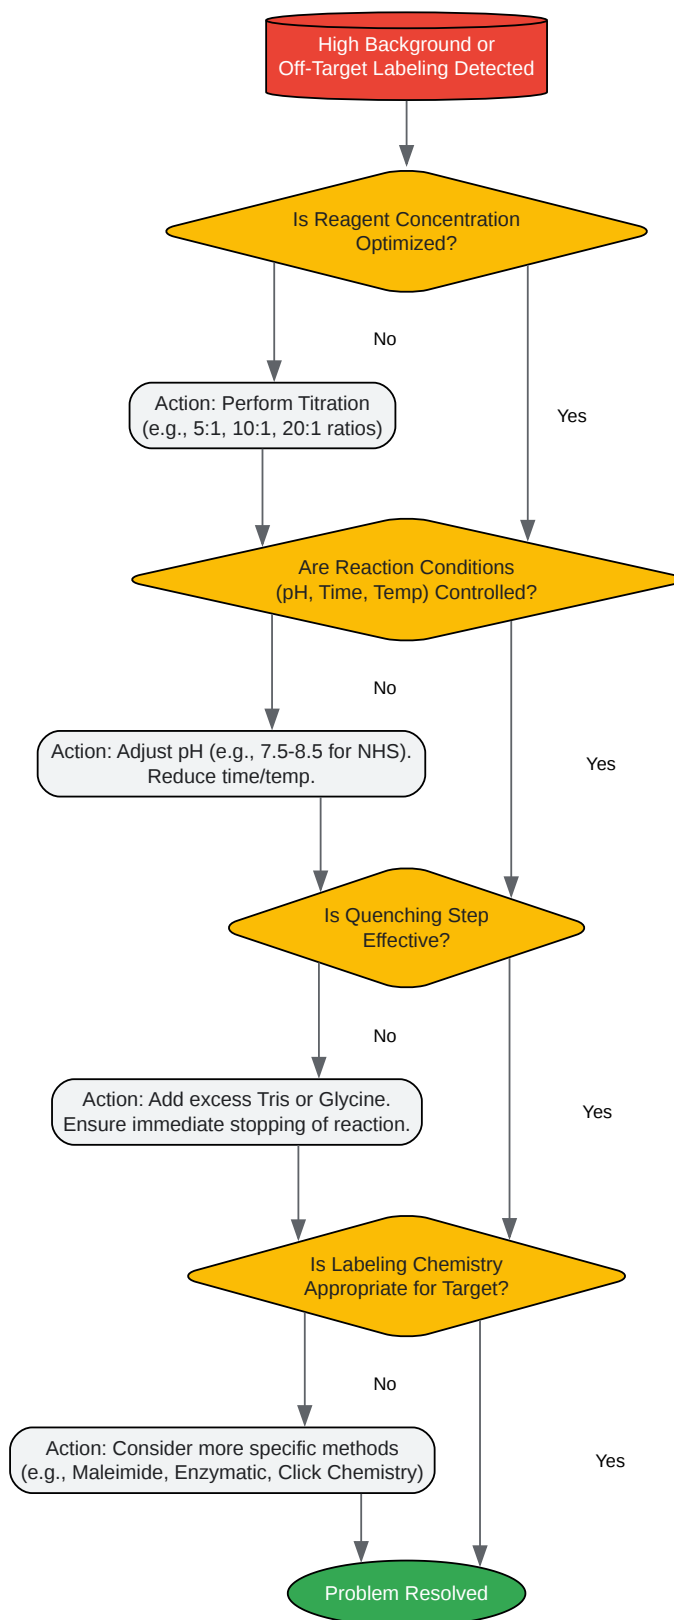 High Background or
Off-Target Labeling Detected
Is Reagent Concentration
Optimized?
No
Action: Perform Titration
(e.g., 5:1, 10:1, 20:1 ratios)
Yes
Are Reaction Conditions
(pH, Time, Temp) Controlled?
No
Action: Adjust pH (e.g., 7.5-8.5 for NHS).
Reduce time/temp.
Yes
Is Quenching Step
Effective?
No
Action: Add excess Tris or Glycine.
Ensure immediate stopping of reaction.
Yes
Is Labeling Chemistry
Appropriate for Target?
No
Action: Consider more specific methods
(e.g., Maleimide, Enzymatic, Click Chemistry)
Yes
Problem Resolved